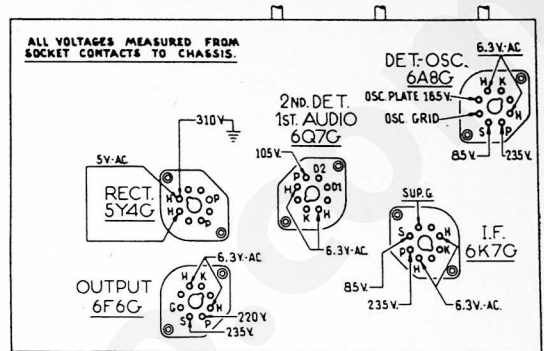 ALL VOLTAGES MEASURED FROM
SOCKET CONTACTS TO CHASSIS.
DET.-OSC.
6A8G
6.3V.-AC
H
K
OSC. PLATE 165V.
OSC. GRID
H
S
P
85V.
235V.
2ND. DET.
1ST. AUDIO
6Q7G
105V.
P
D2
H
D1
K
H
6.3V.-AC
310V
5V-AC
H
H
P
P
RECT.
5Y4G
SUP. G.
S
H
P
K
H
85V.
235V.
6.3V.-AC.
I.F.
6K7G
OUTPUT
6F6G
6.3V.-AC.
H
K
G
H
S
P
220V.
235V.